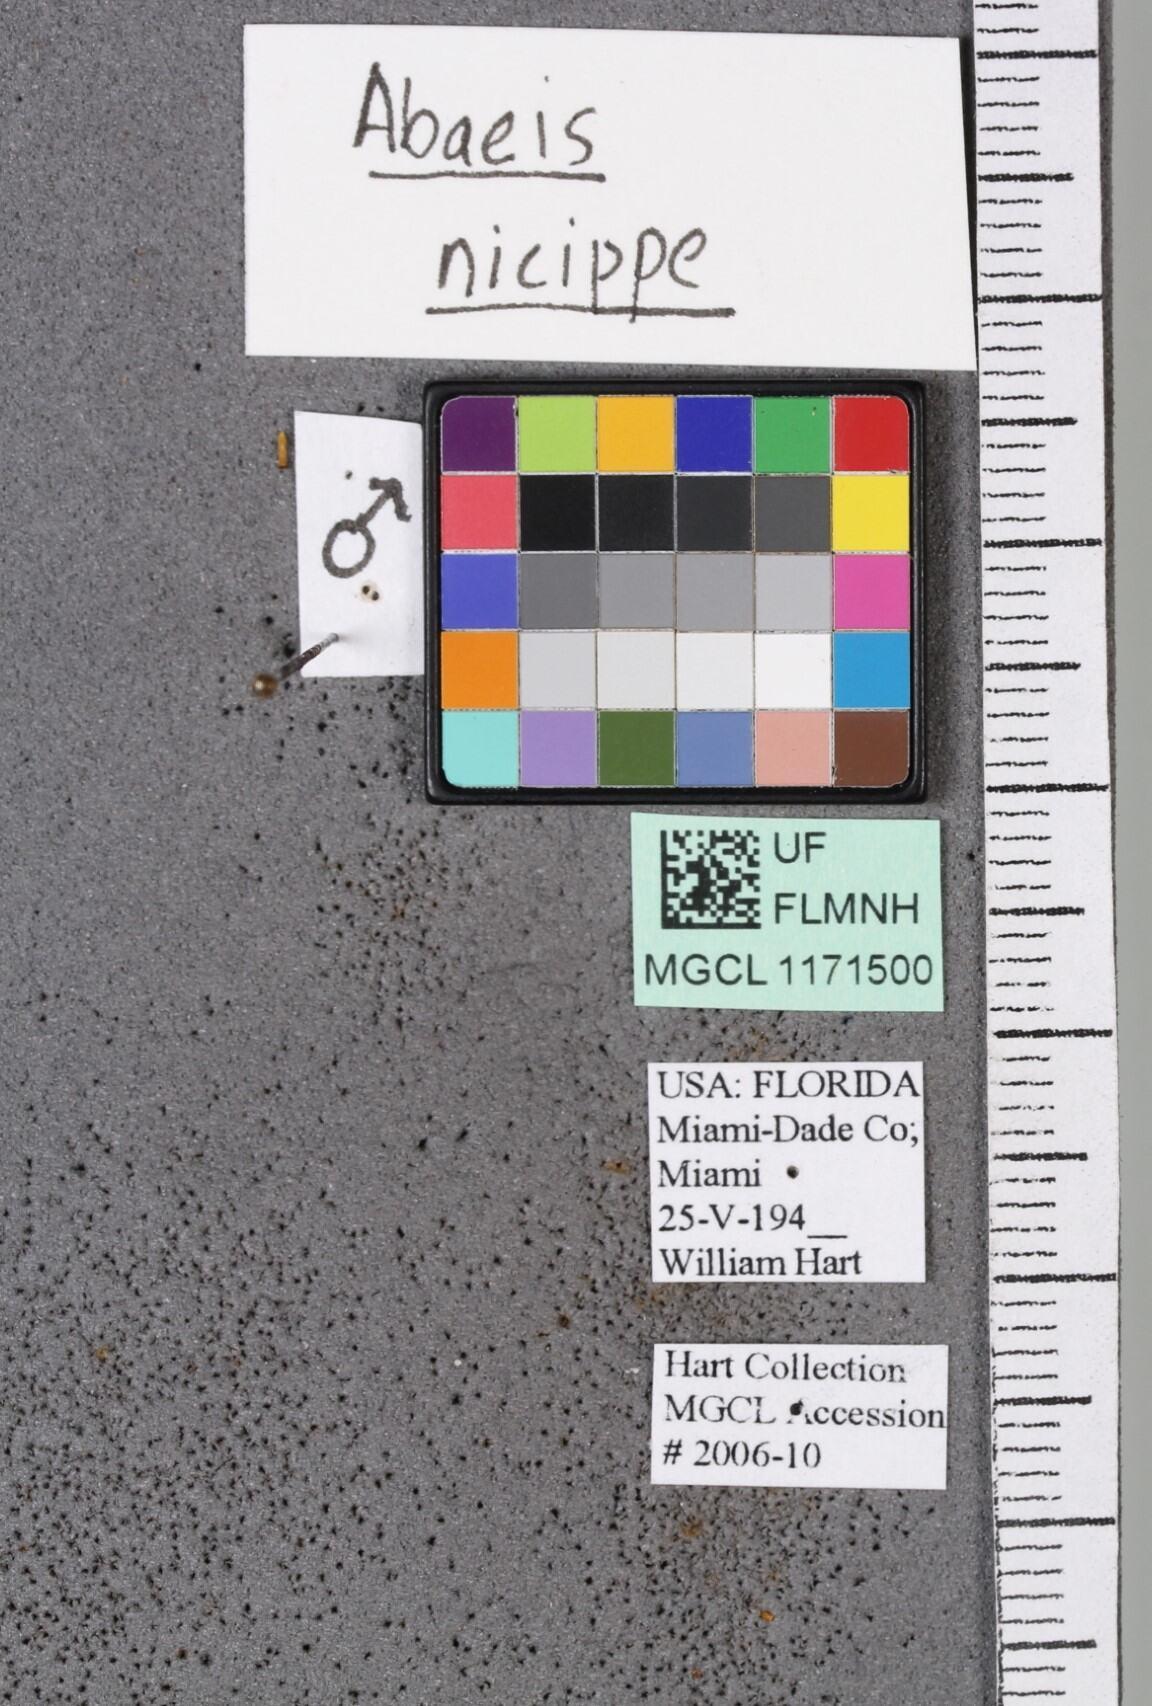 Abaeis
nicippe
♂
UF
FLMNH
MGCL 1171500
USA: FLORIDA
Miami-Dade Co;
Miami
25-V-194__
William Hart
Hart Collection
MGCL Accession
# 2006-10